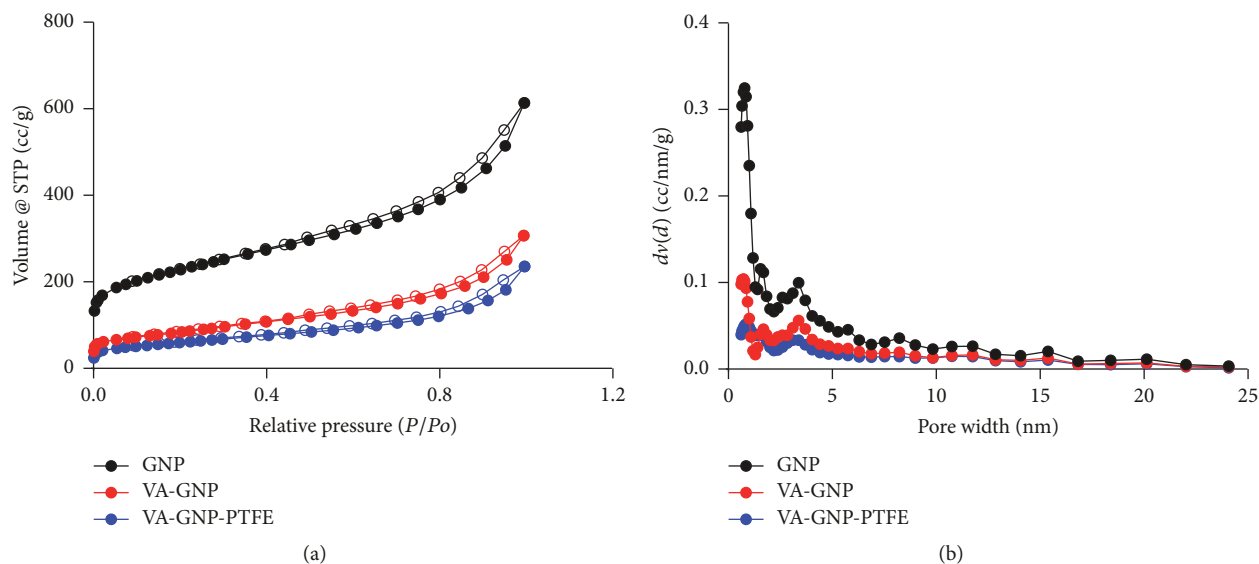 800
600
400
200
0
Volume @ STP (cc/g)
0.0
0.4
0.8
1.2
Relative pressure (P/Po)
GNP
VA-GNP
VA-GNP-PTFE
(a)
0.4
0.3
0.2
0.1
0.0
dv(d) (cc/nm/g)
0
5
10
15
20
25
Pore width (nm)
GNP
VA-GNP
VA-GNP-PTFE
(b)